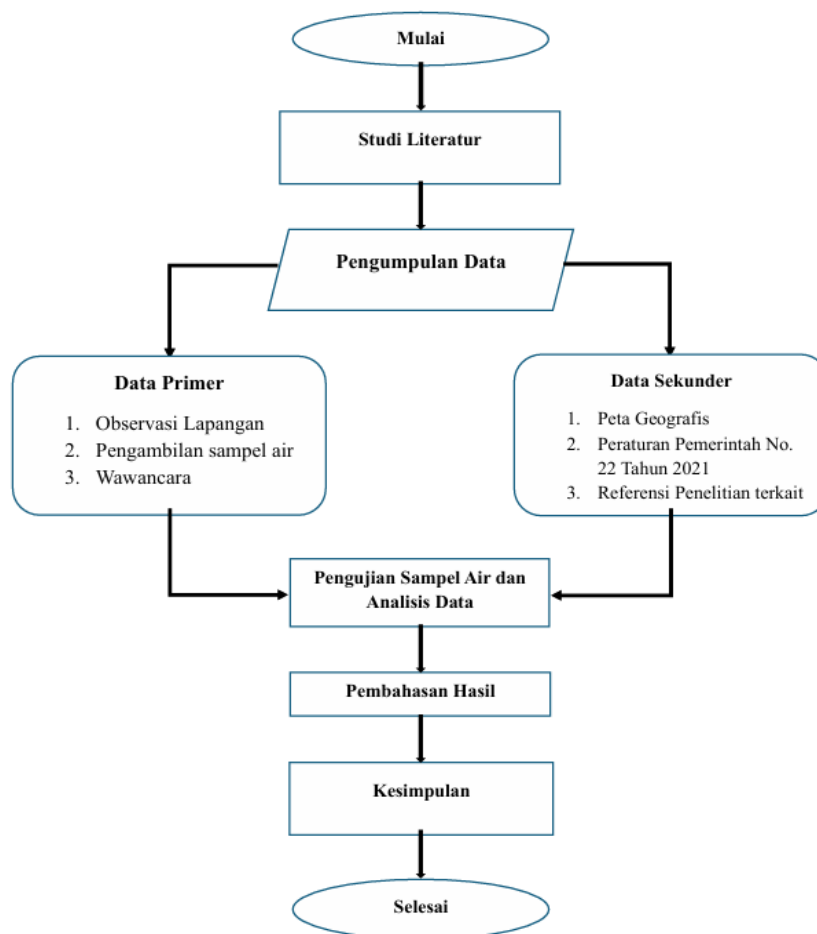 Mulai
Studi Literatur
Pengumpulan Data
Data Primer
1. Observasi Lapangan
2. Pengambilan sampel air
3. Wawancara
Data Sekunder
1. Peta Geografis
2. Peraturan Pemerintah No.
22 Tahun 2021
3. Referensi Penelitian terkait
Pengujian Sampel Air dan
Analisis Data
Pembahasan Hasil
Kesimpulan
Selesai